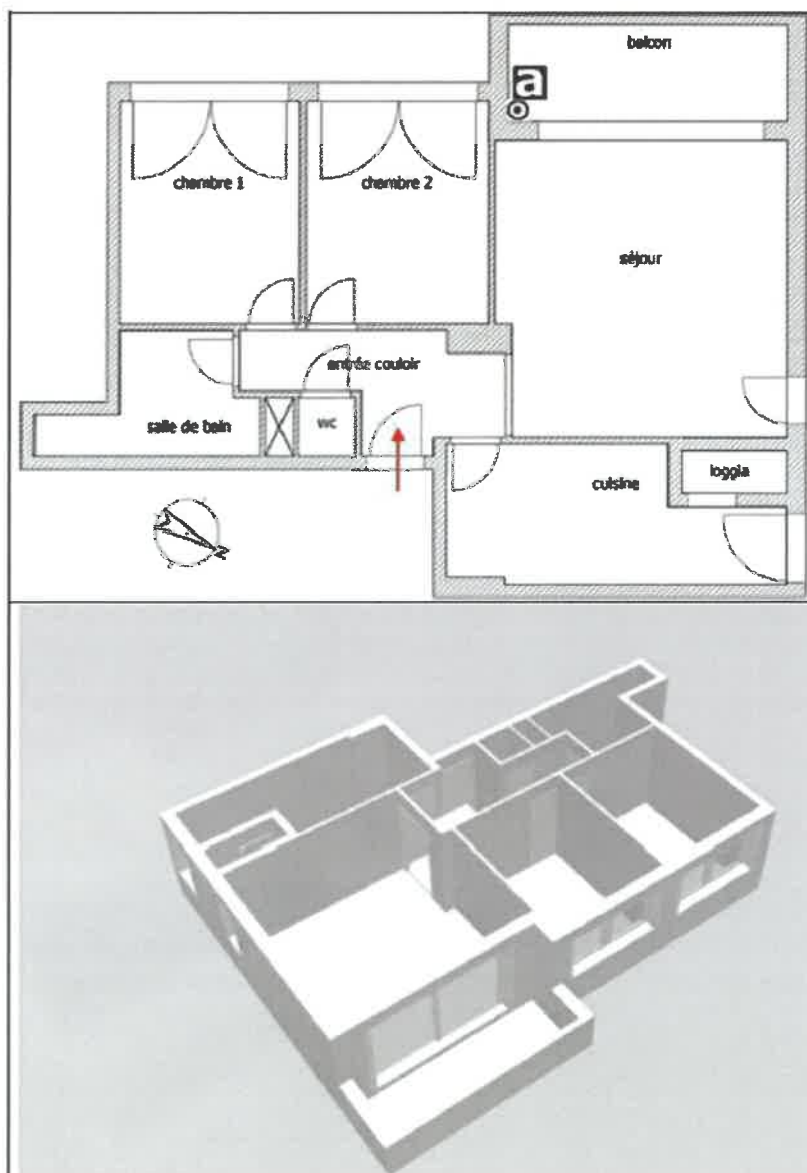 balcon
a
chambre 1
chambre 2
séjour
entrée couloir
salle de bain
wc
cuisine
loggia
N